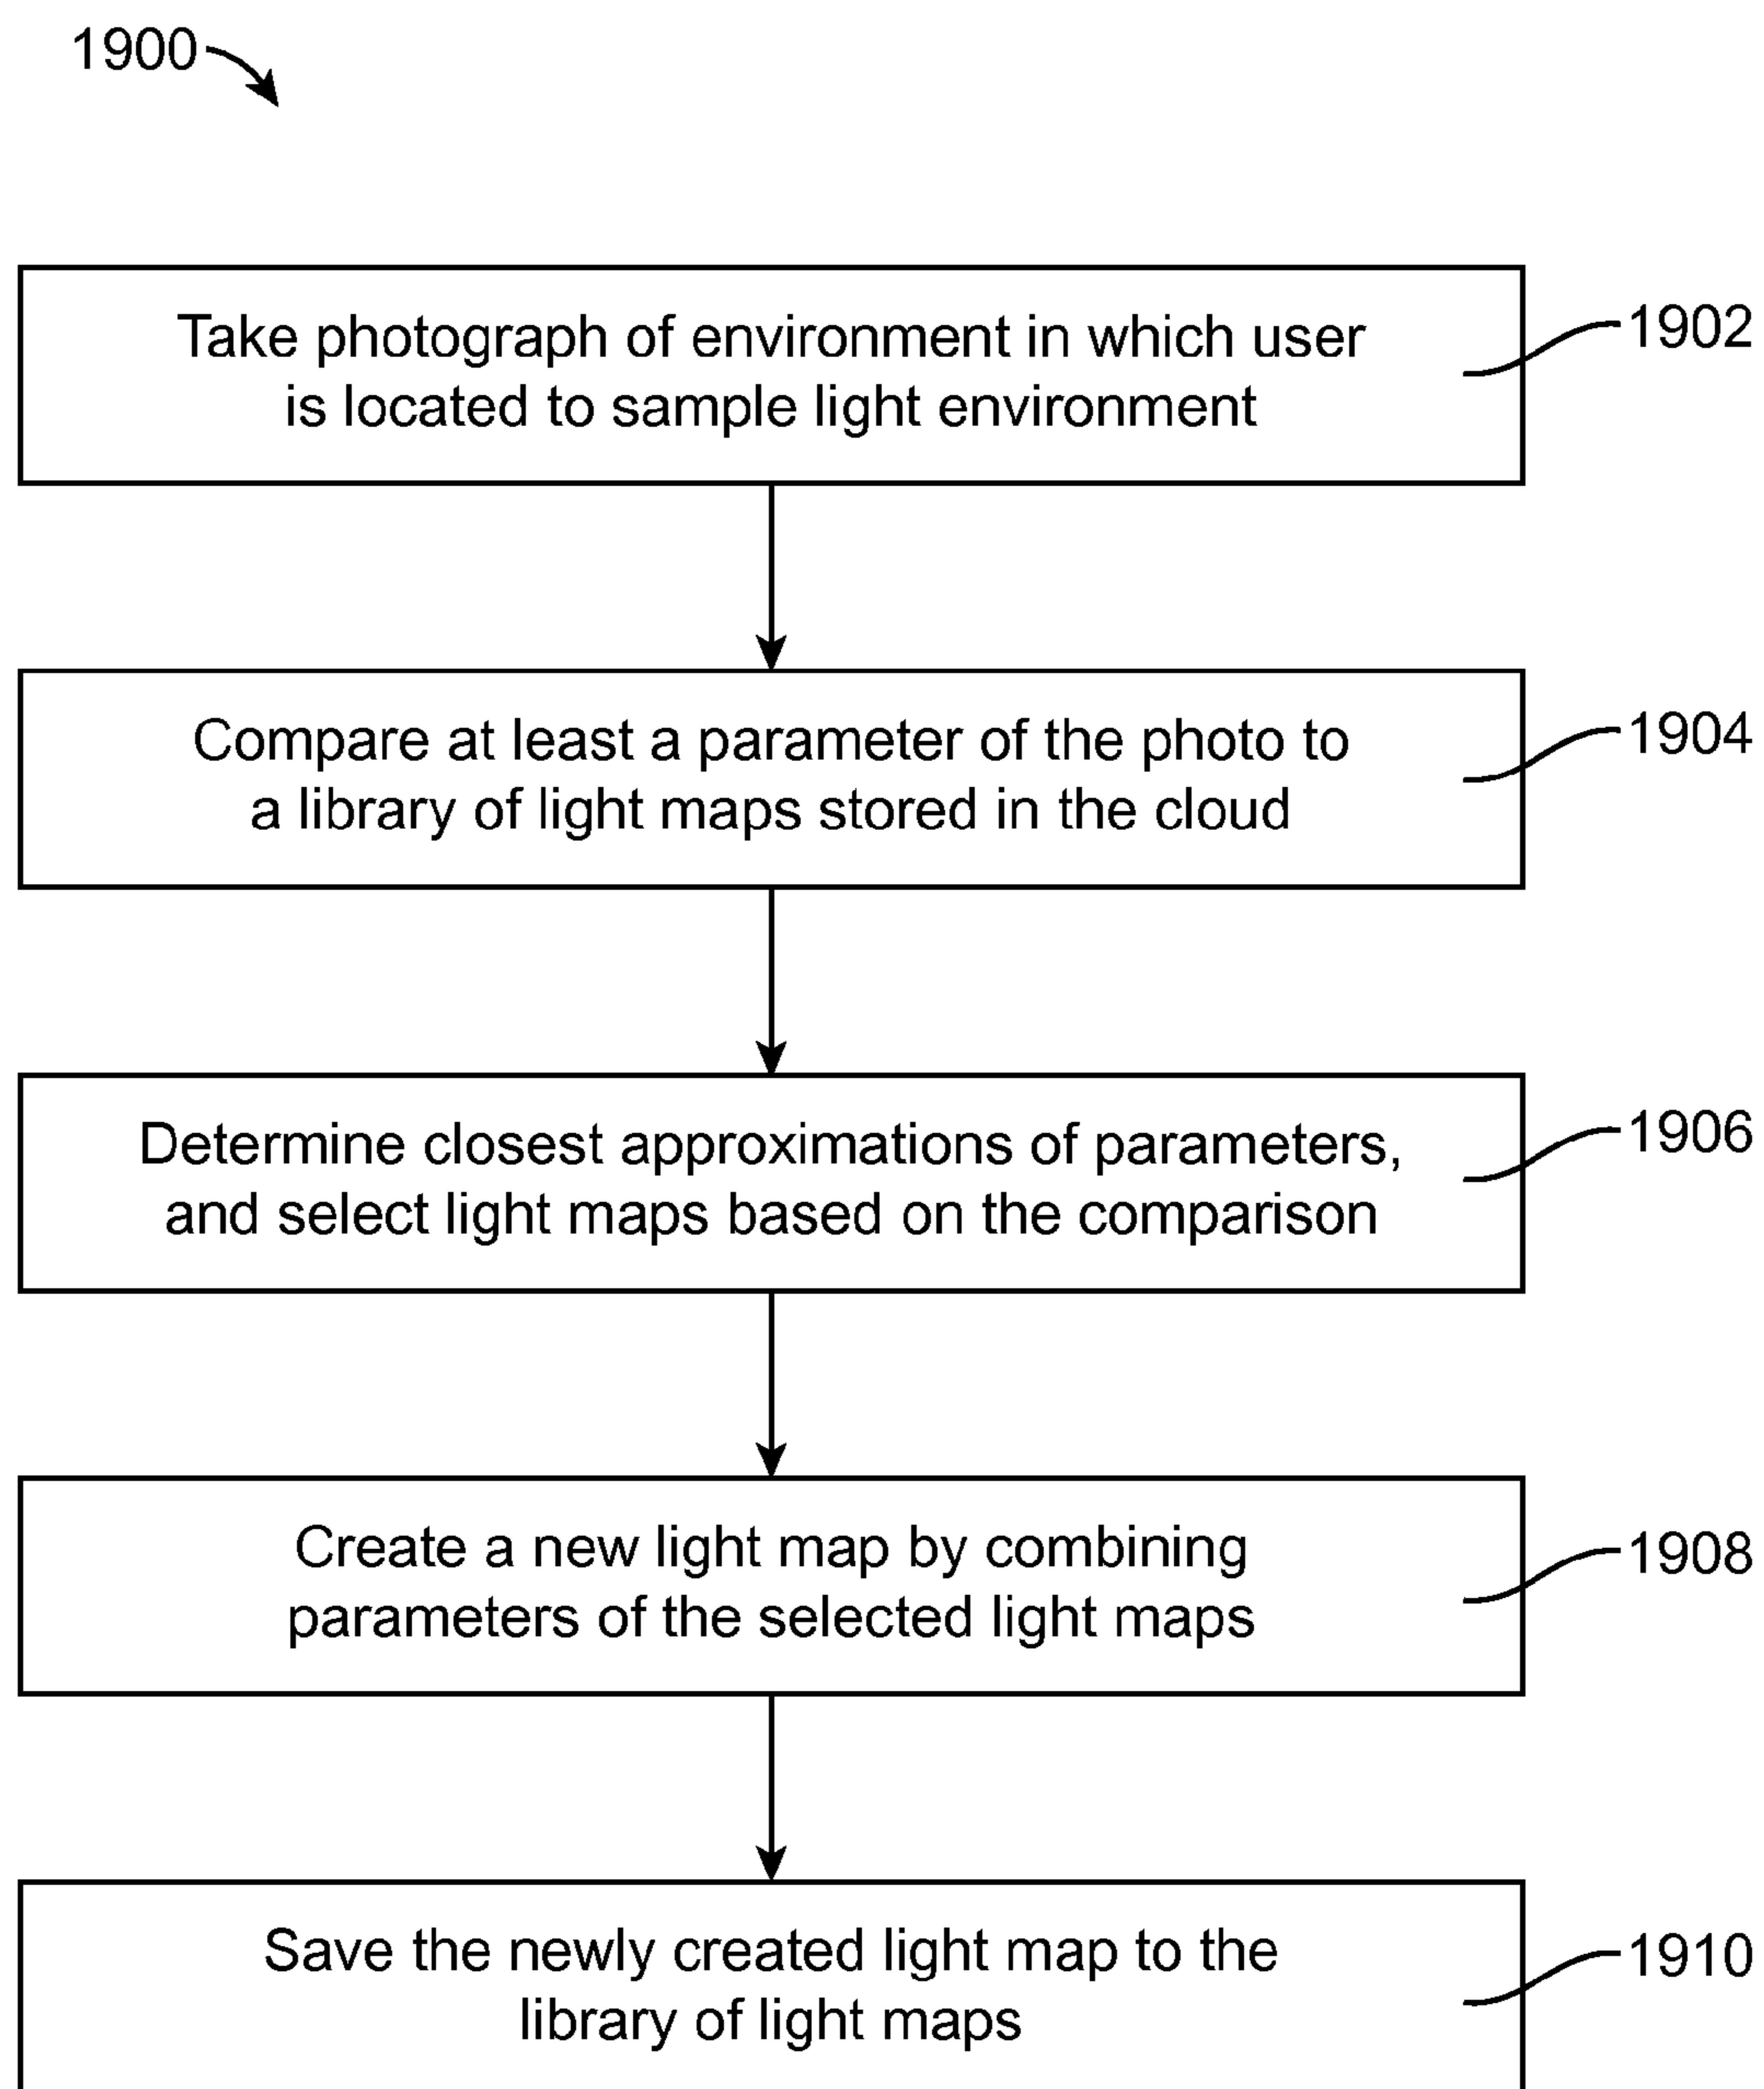 1900
Take photograph of environment in which user
is located to sample light environment
1902
Compare at least a parameter of the photo to
a library of light maps stored in the cloud
1904
Determine closest approximations of parameters,
and select light maps based on the comparison
1906
Create a new light map by combining
parameters of the selected light maps
1908
Save the newly created light map to the
library of light maps
1910